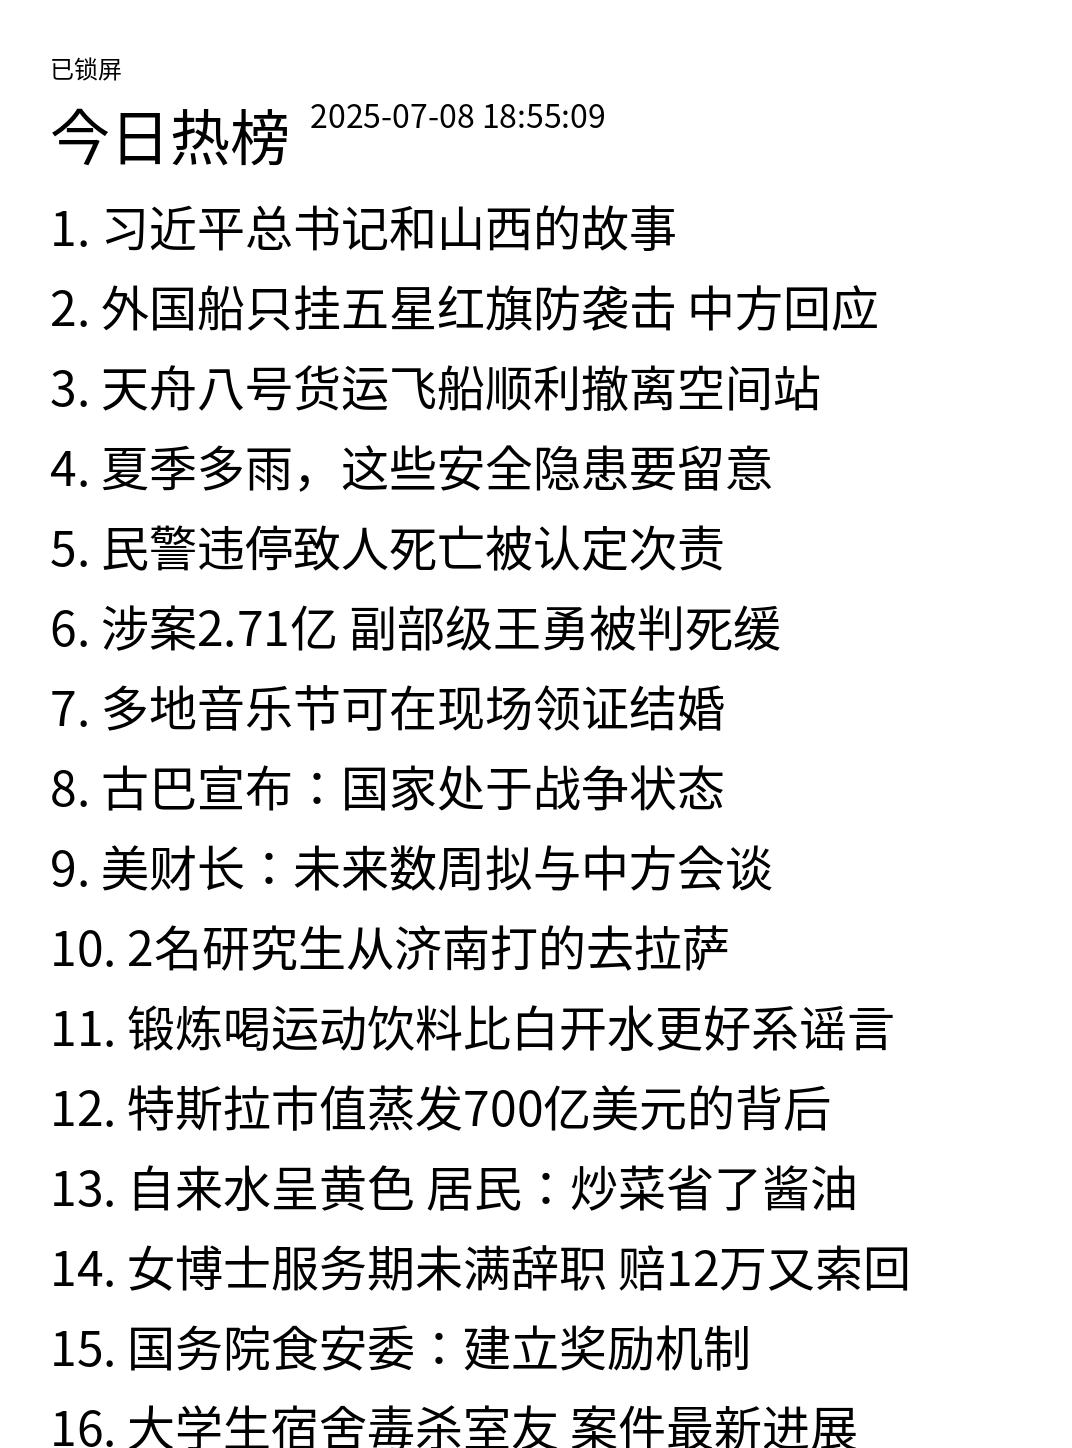 已锁屏
今日热榜 2025-07-08 18:55:09
1. 习近平总书记和山西的故事
2. 外国船只挂五星红旗防袭击 中方回应
3. 天舟八号货运飞船顺利撤离空间站
4. 夏季多雨，这些安全隐患要留意
5. 民警违停致人死亡被认定次责
6. 涉案2.71亿 副部级王勇被判死缓
7. 多地音乐节可在现场领证结婚
8. 古巴宣布：国家处于战争状态
9. 美财长：未来数周拟与中方会谈
10. 2名研究生从济南打的去拉萨
11. 锻炼喝运动饮料比白开水更好系谣言
12. 特斯拉市值蒸发700亿美元的背后
13. 自来水呈黄色 居民：炒菜省了酱油
14. 女博士服务期未满辞职 赔12万又索回
15. 国务院食安委：建立奖励机制
16. 大学生宿舍毒杀室友 案件最新进展